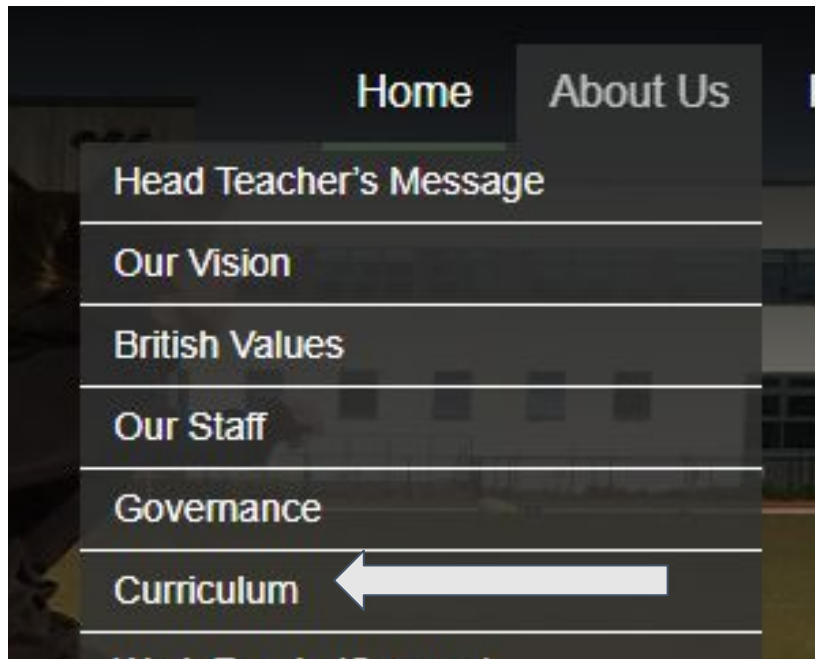 Home About Us
Head Teacher's Message
Our Vision
British Values
Our Staff
Governance
Curriculum